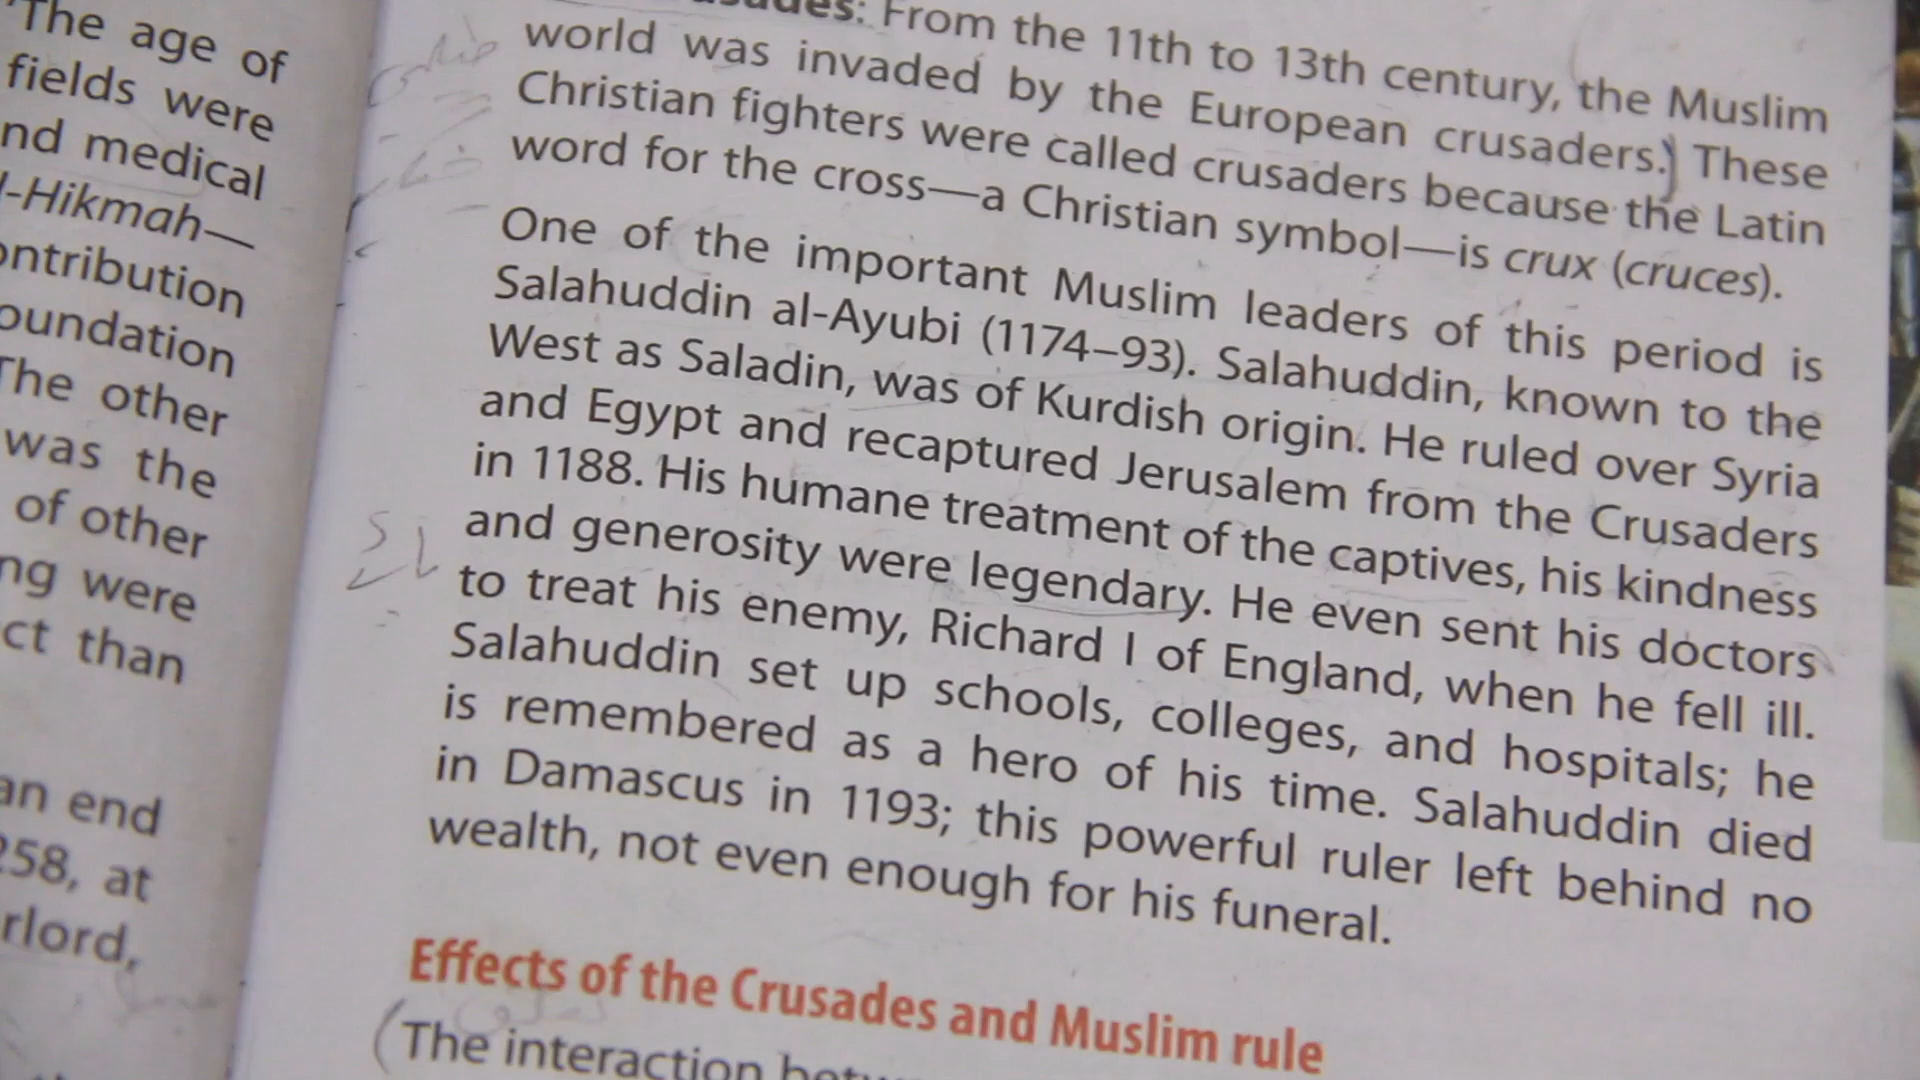 The age of
fields were
nd medical
l-Hikmah—
ontribution
oundation
The other
was the
of other
ng were
ct than
an end
258, at
rlord,
From the 11th to 13th century, the Muslim
world was invaded by the European crusaders. These
Christian fighters were called crusaders because the Latin
word for the cross—a Christian symbol—is crux (cruces).
One of the important Muslim leaders of this period is
Salahuddin al-Ayubi (1174–93). Salahuddin, known to the
West as Saladin, was of Kurdish origin. He ruled over Syria
and Egypt and recaptured Jerusalem from the Crusaders
in 1188. His humane treatment of the captives, his kindness
and generosity were legendary. He even sent his doctors
to treat his enemy, Richard I of England, when he fell ill.
Salahuddin set up schools, colleges, and hospitals; he
is remembered as a hero of his time. Salahuddin died
in Damascus in 1193; this powerful ruler left behind no
wealth, not even enough for his funeral.
Effects of the Crusades and Muslim rule
(The interaction